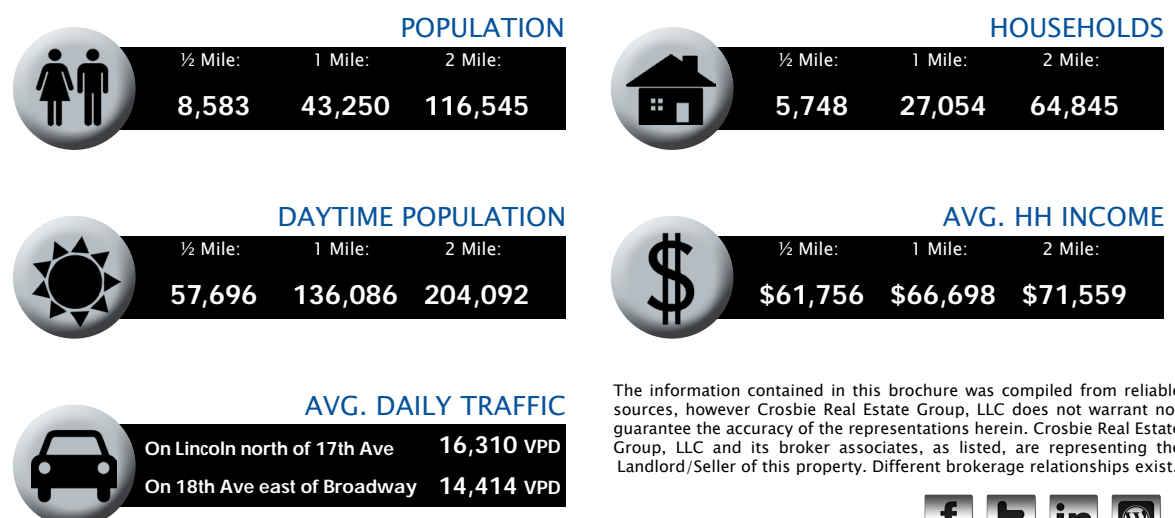 POPULATION
½ Mile: 1 Mile: 2 Mile:
8,583 43,250 116,545
HOUSEHOLDS
½ Mile: 1 Mile: 2 Mile:
5,748 27,054 64,845
DAYTIME POPULATION
½ Mile: 1 Mile: 2 Mile:
57,696 136,086 204,092
AVG. HH INCOME
½ Mile: 1 Mile: 2 Mile:
$61,756 $66,698 $71,559
AVG. DAILY TRAFFIC
On Lincoln north of 17th Ave 16,310 VPD
On 18th Ave east of Broadway 14,414 VPD
The information contained in this brochure was compiled from reliable
sources, however Crosbie Real Estate Group, LLC does not warrant no
guarantee the accuracy of the representations herein. Crosbie Real Estate
Group, LLC and its broker associates, as listed, are representing the
Landlord/Seller of this property. Different brokerage relationships exist.
f t in W